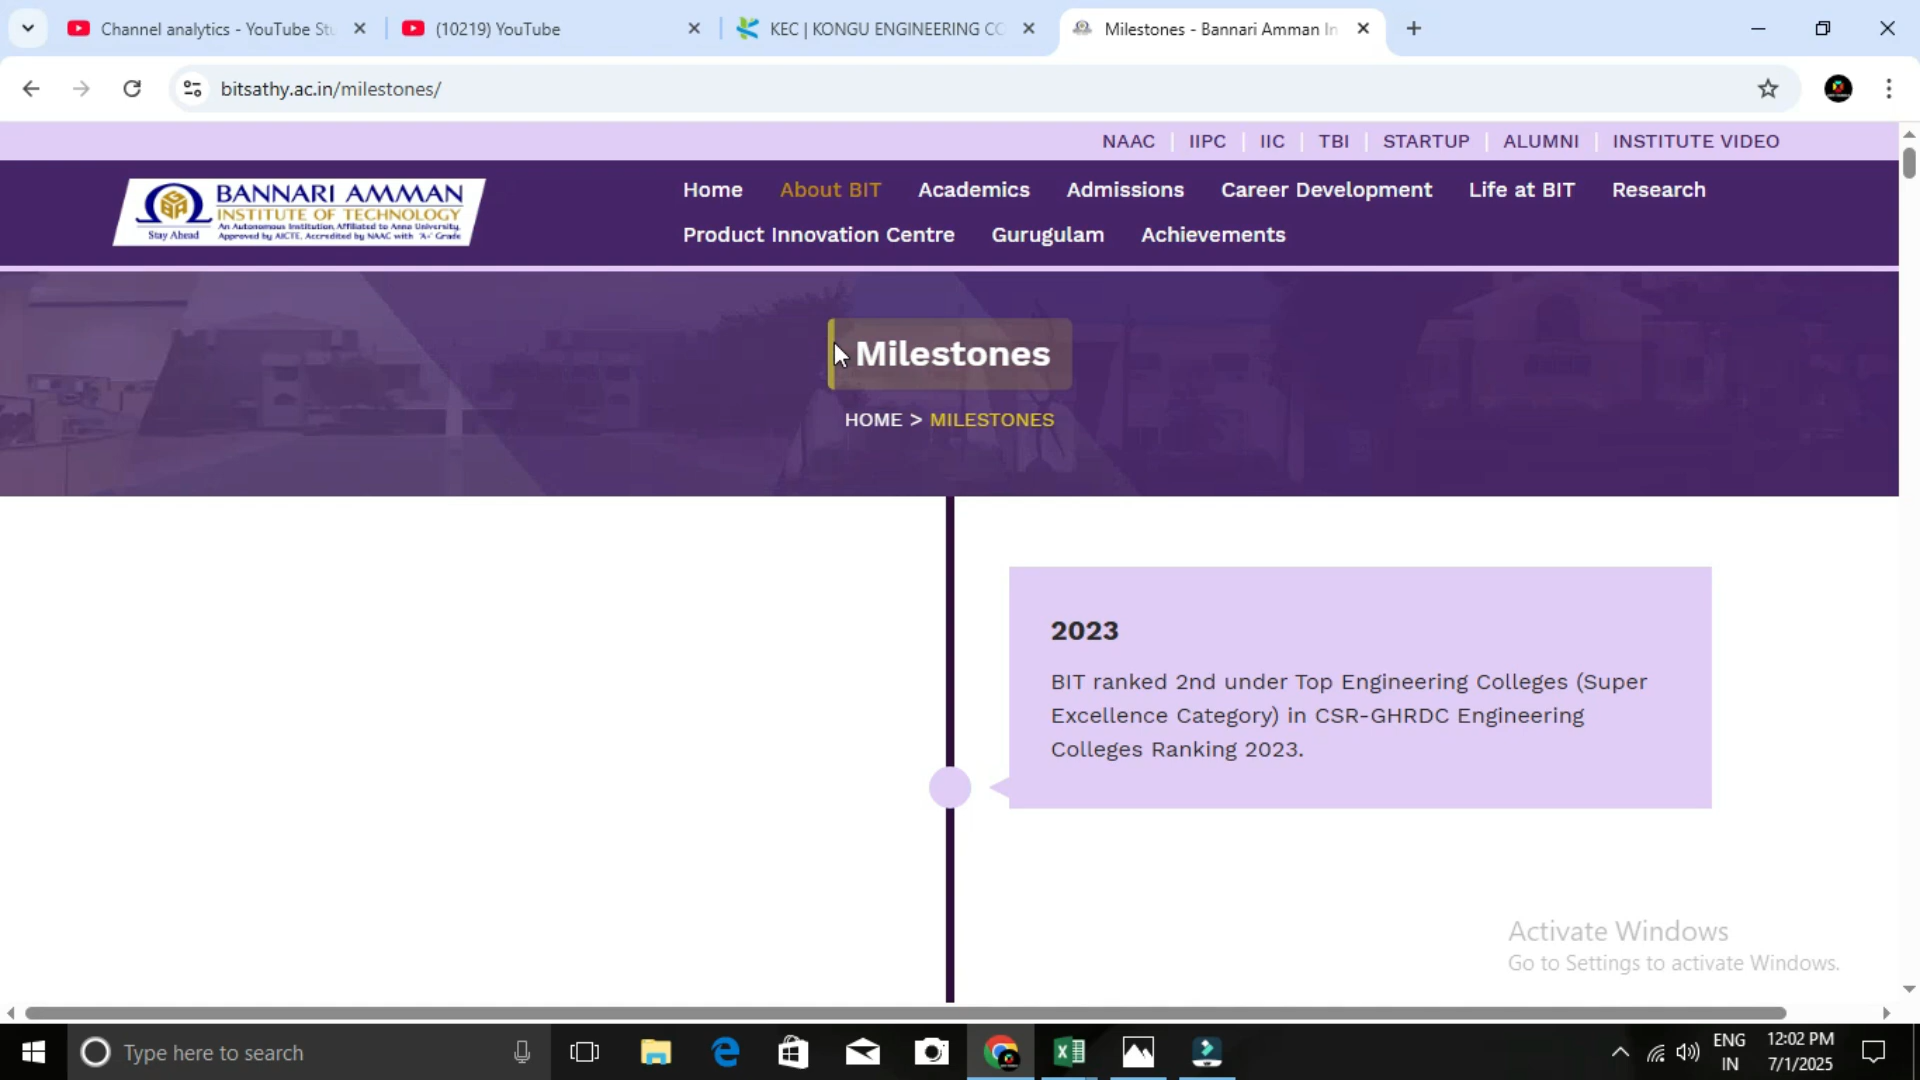 Channel analytics - YouTube Stu
(10219) YouTube
KEC | KONGU ENGINEERING CO
Milestones - Bannari Amman In
bitsathy.ac.in/milestones/
NAAC | IIPC | IIC | TBI | STARTUP | ALUMNI | INSTITUTE VIDEO
BANNARI AMMAN
INSTITUTE OF TECHNOLOGY
Stay Ahead
An Autonomous Institution, Affiliated to Anna University,
Approved by AICTE, Accredited by NAAC with 'A+' Grade
Home About BIT Academics Admissions Career Development Life at BIT Research
Product Innovation Centre Gurugulam Achievements
Milestones
HOME > MILESTONES
2023
BIT ranked 2nd under Top Engineering Colleges (Super
Excellence Category) in CSR-GHRDC Engineering
Colleges Ranking 2023.
Activate Windows
Go to Settings to activate Windows.
Type here to search
ENG
IN
12:02 PM
7/1/2025